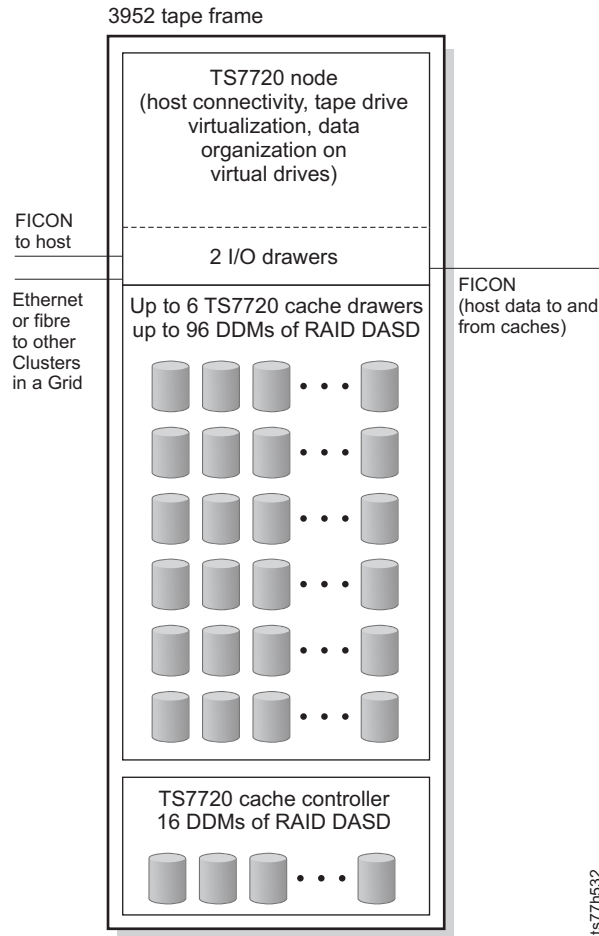 3952 tape frame
TS7720 node
(host connectivity, tape drive
virtualization, data
organization on
virtual drives)
FICON
to host
2 I/O drawers
Ethernet
or fibre
to other
Clusters
in a Grid
FICON
(host data to and
from caches)
Up to 6 TS7720 cache drawers
up to 96 DDMs of RAID DASD
TS7720 cache controller
16 DDMs of RAID DASD
ts77h532